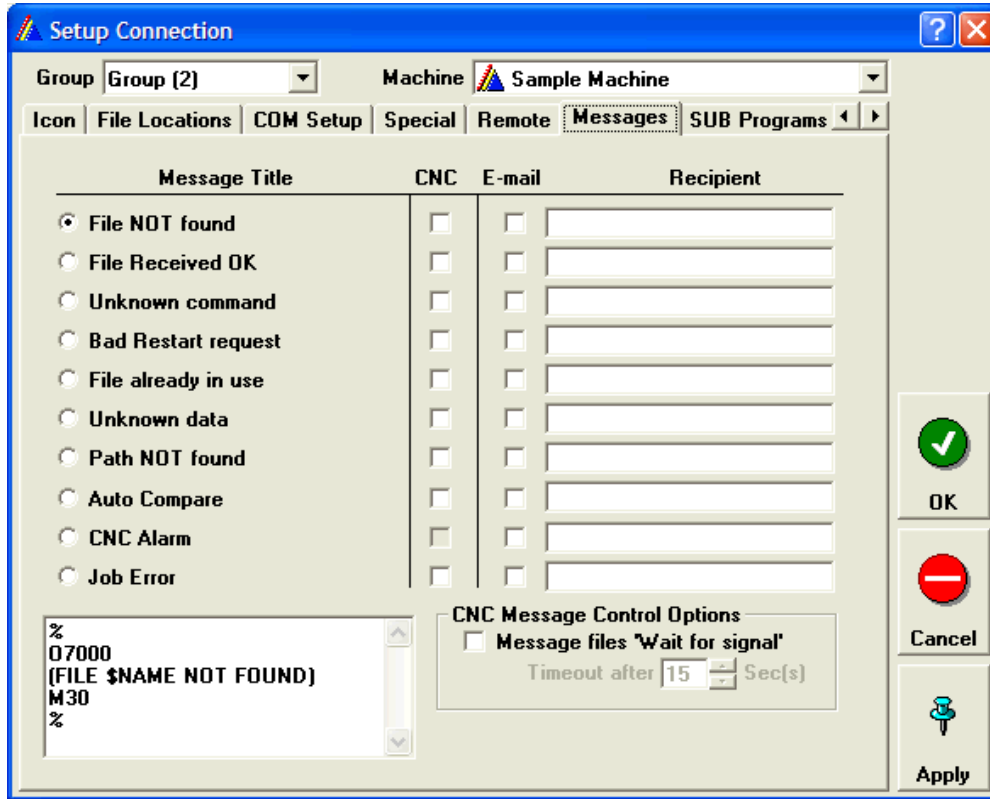 Setup Connection
Group Group (2) Machine Sample Machine
Icon File Locations COM Setup Special Remote Messages SUB Programs
Message Title CNC E-mail Recipient
File NOT found
File Received OK
Unknown command
Bad Restart request
File already in use
Unknown data
Path NOT found
Auto Compare
CNC Alarm
Job Error
%
O7000
(FILE $NAME NOT FOUND)
M30
%
CNC Message Control Options
Message files 'Wait for signal'
Timeout after 15 Sec(s)
OK
Cancel
Apply